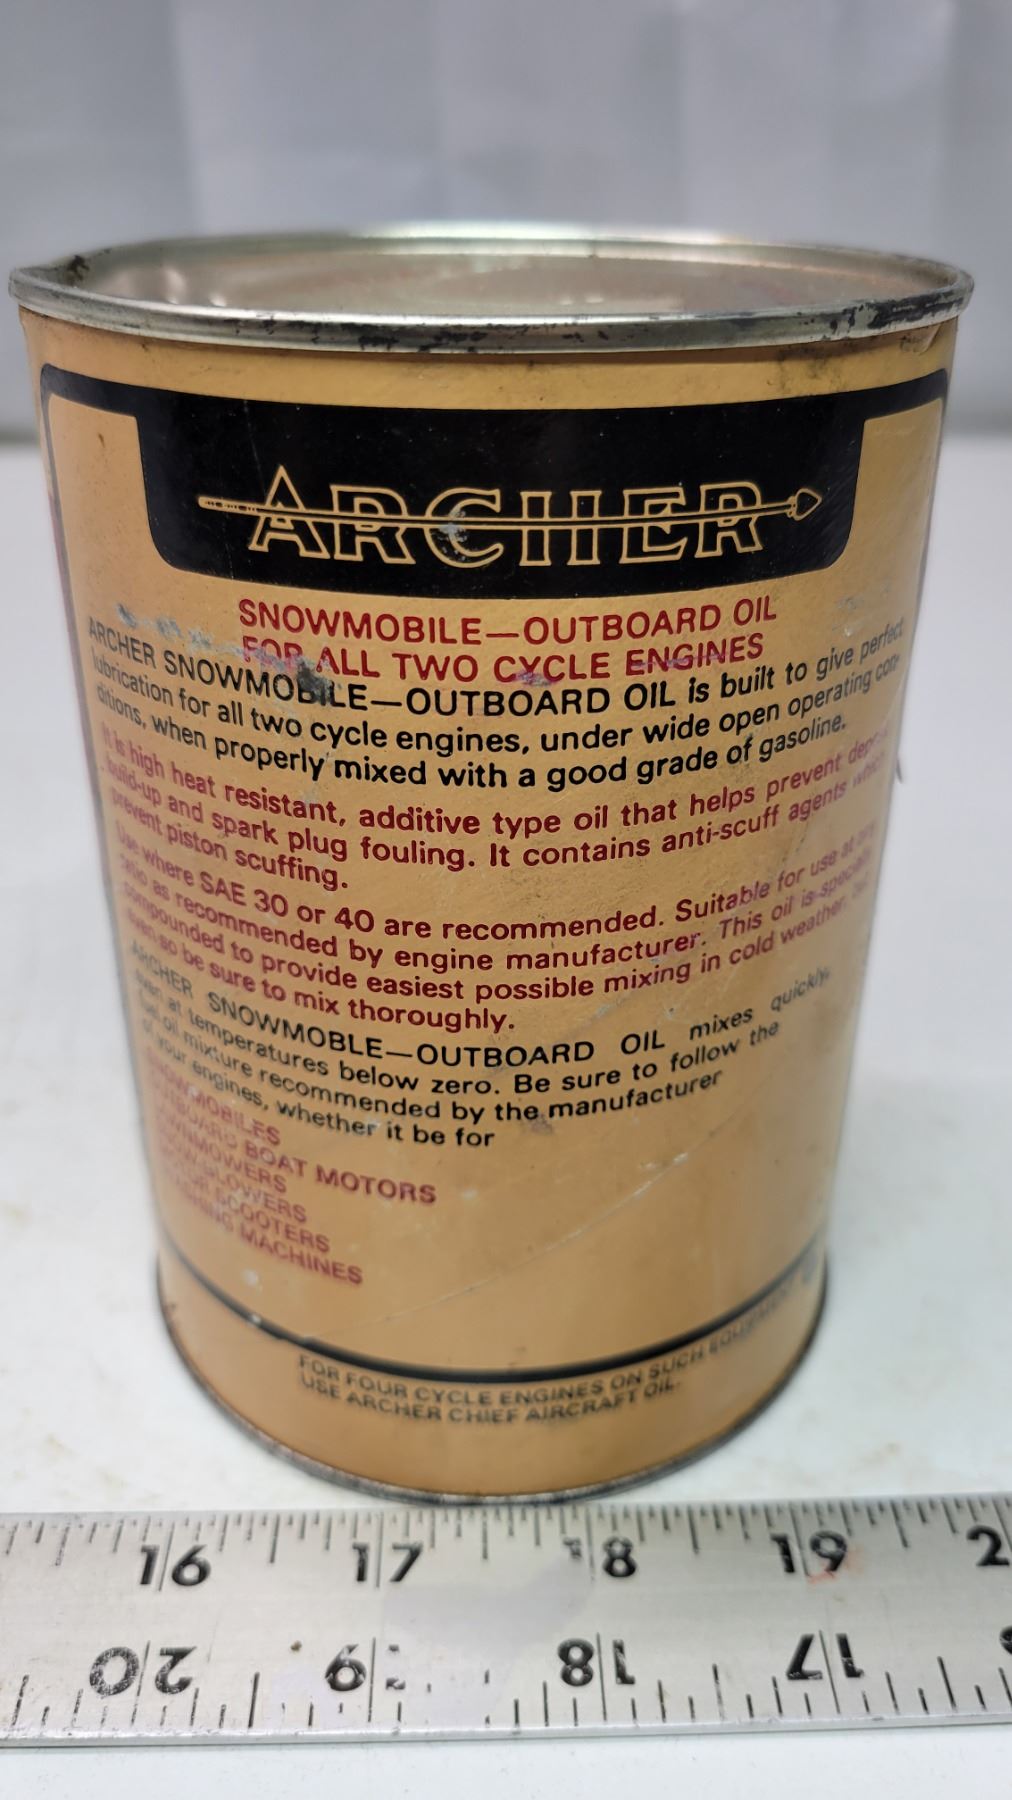 ARCHER
SNOWMOBILE—OUTBOARD OIL
FOR ALL TWO CYCLE ENGINES
ARCHER SNOWMOBILE—OUTBOARD OIL is built to give perfect
lubrication for all two cycle engines, under wide open operating con-
ditions, when properly mixed with a good grade of gasoline.
It is high heat resistant, additive type oil that helps prevent
build-up and spark plug fouling. It contains anti-scuff agents which
prevent piston scuffing.
Use where SAE 30 or 40 are recommended. Suitable for use at any
ratio as recommended by engine manufacturer. This oil is
compounded to provide easiest possible mixing in cold weather,
even so be sure to mix thoroughly.
ARCHER SNOWMOBLE—OUTBOARD OIL mixes quickly,
even at temperatures below zero. Be sure to follow the
fuel oil mixture recommended by the manufacturer
of your engines, whether it be for
SNOWMOBILES
OUTBOARD BOAT MOTORS
LAWNMOWERS
SNOW BLOWERS
MOTOR SCOOTERS
MACHINES
FOR FOUR CYCLE ENGINES ON SUCH EQUIPMENT
USE ARCHER CHIEF AIRCRAFT OIL.
16 17 18 19 2
20 19 18 17